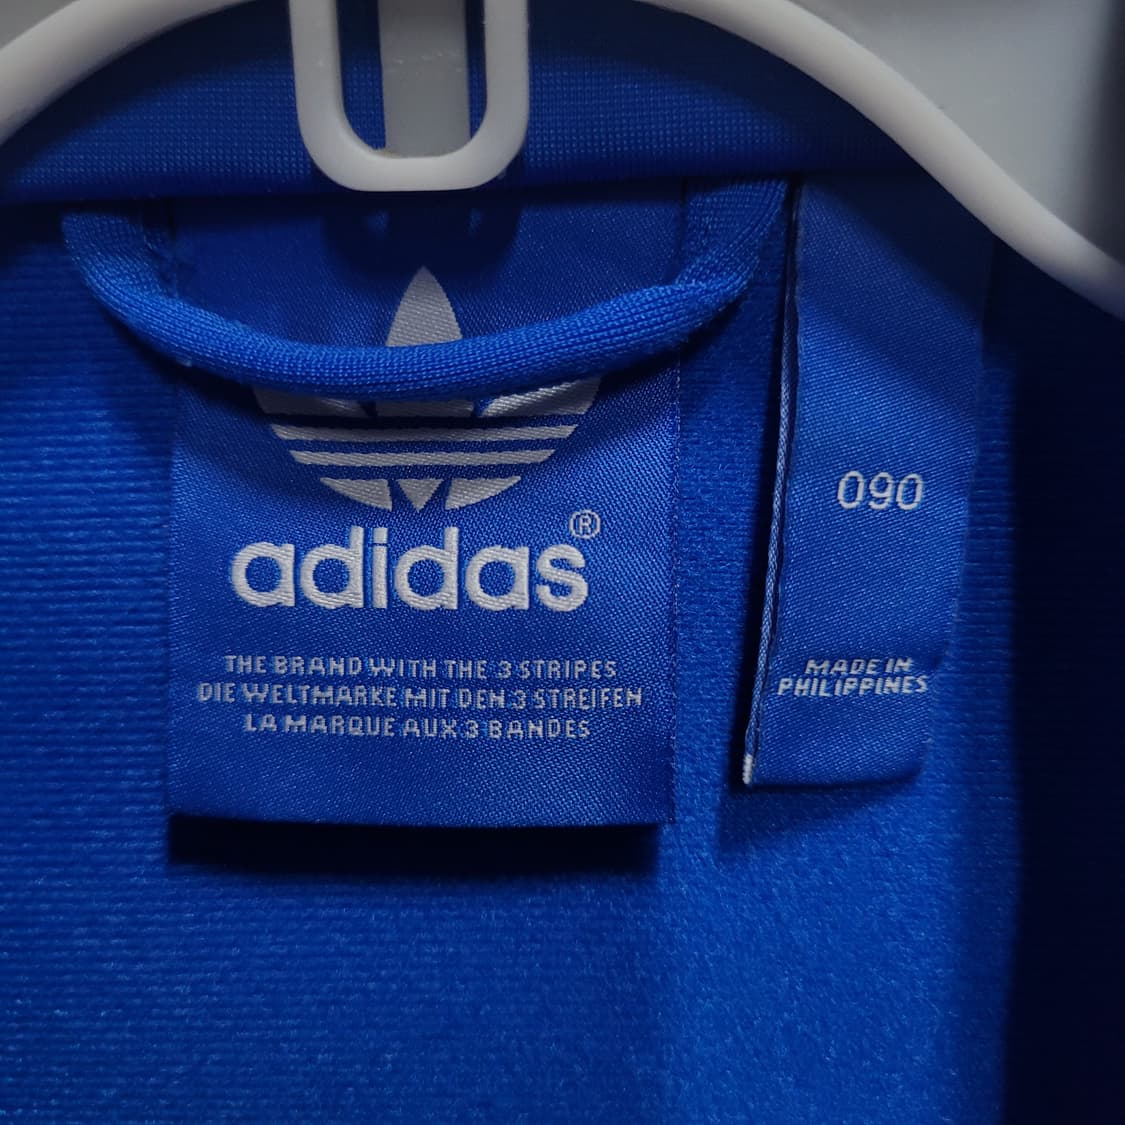 adidas®
THE BRAND WITH THE 3 STRIPES
DIE WELTMARKE MIT DEN 3 STREIFEN
LA MARQUE AUX 3 BANDES
090
MADE IN
PHILIPPINES